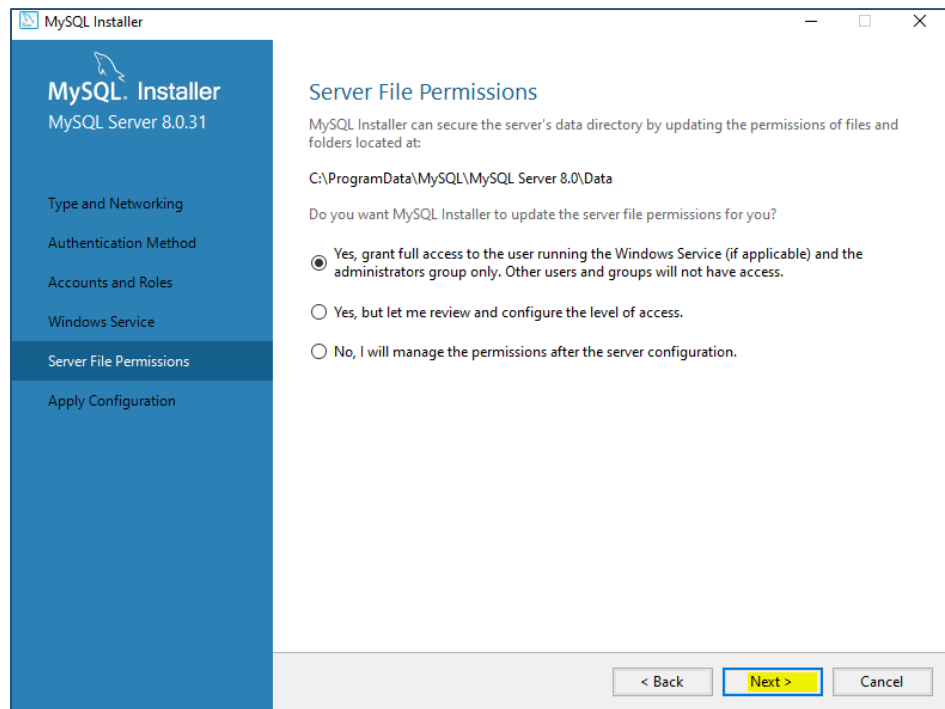 MySQL Installer
MySQL. Installer
MySQL Server 8.0.31
Type and Networking
Authentication Method
Accounts and Roles
Windows Service
Server File Permissions
Apply Configuration
Server File Permissions
MySQL Installer can secure the server's data directory by updating the permissions of files and
folders located at:
C:\ProgramData\MySQL\MySQL Server 8.0\Data
Do you want MySQL Installer to update the server file permissions for you?
Yes, grant full access to the user running the Windows Service (if applicable) and the
administrators group only. Other users and groups will not have access.
Yes, but let me review and configure the level of access.
No, I will manage the permissions after the server configuration.
< Back
Next >
Cancel